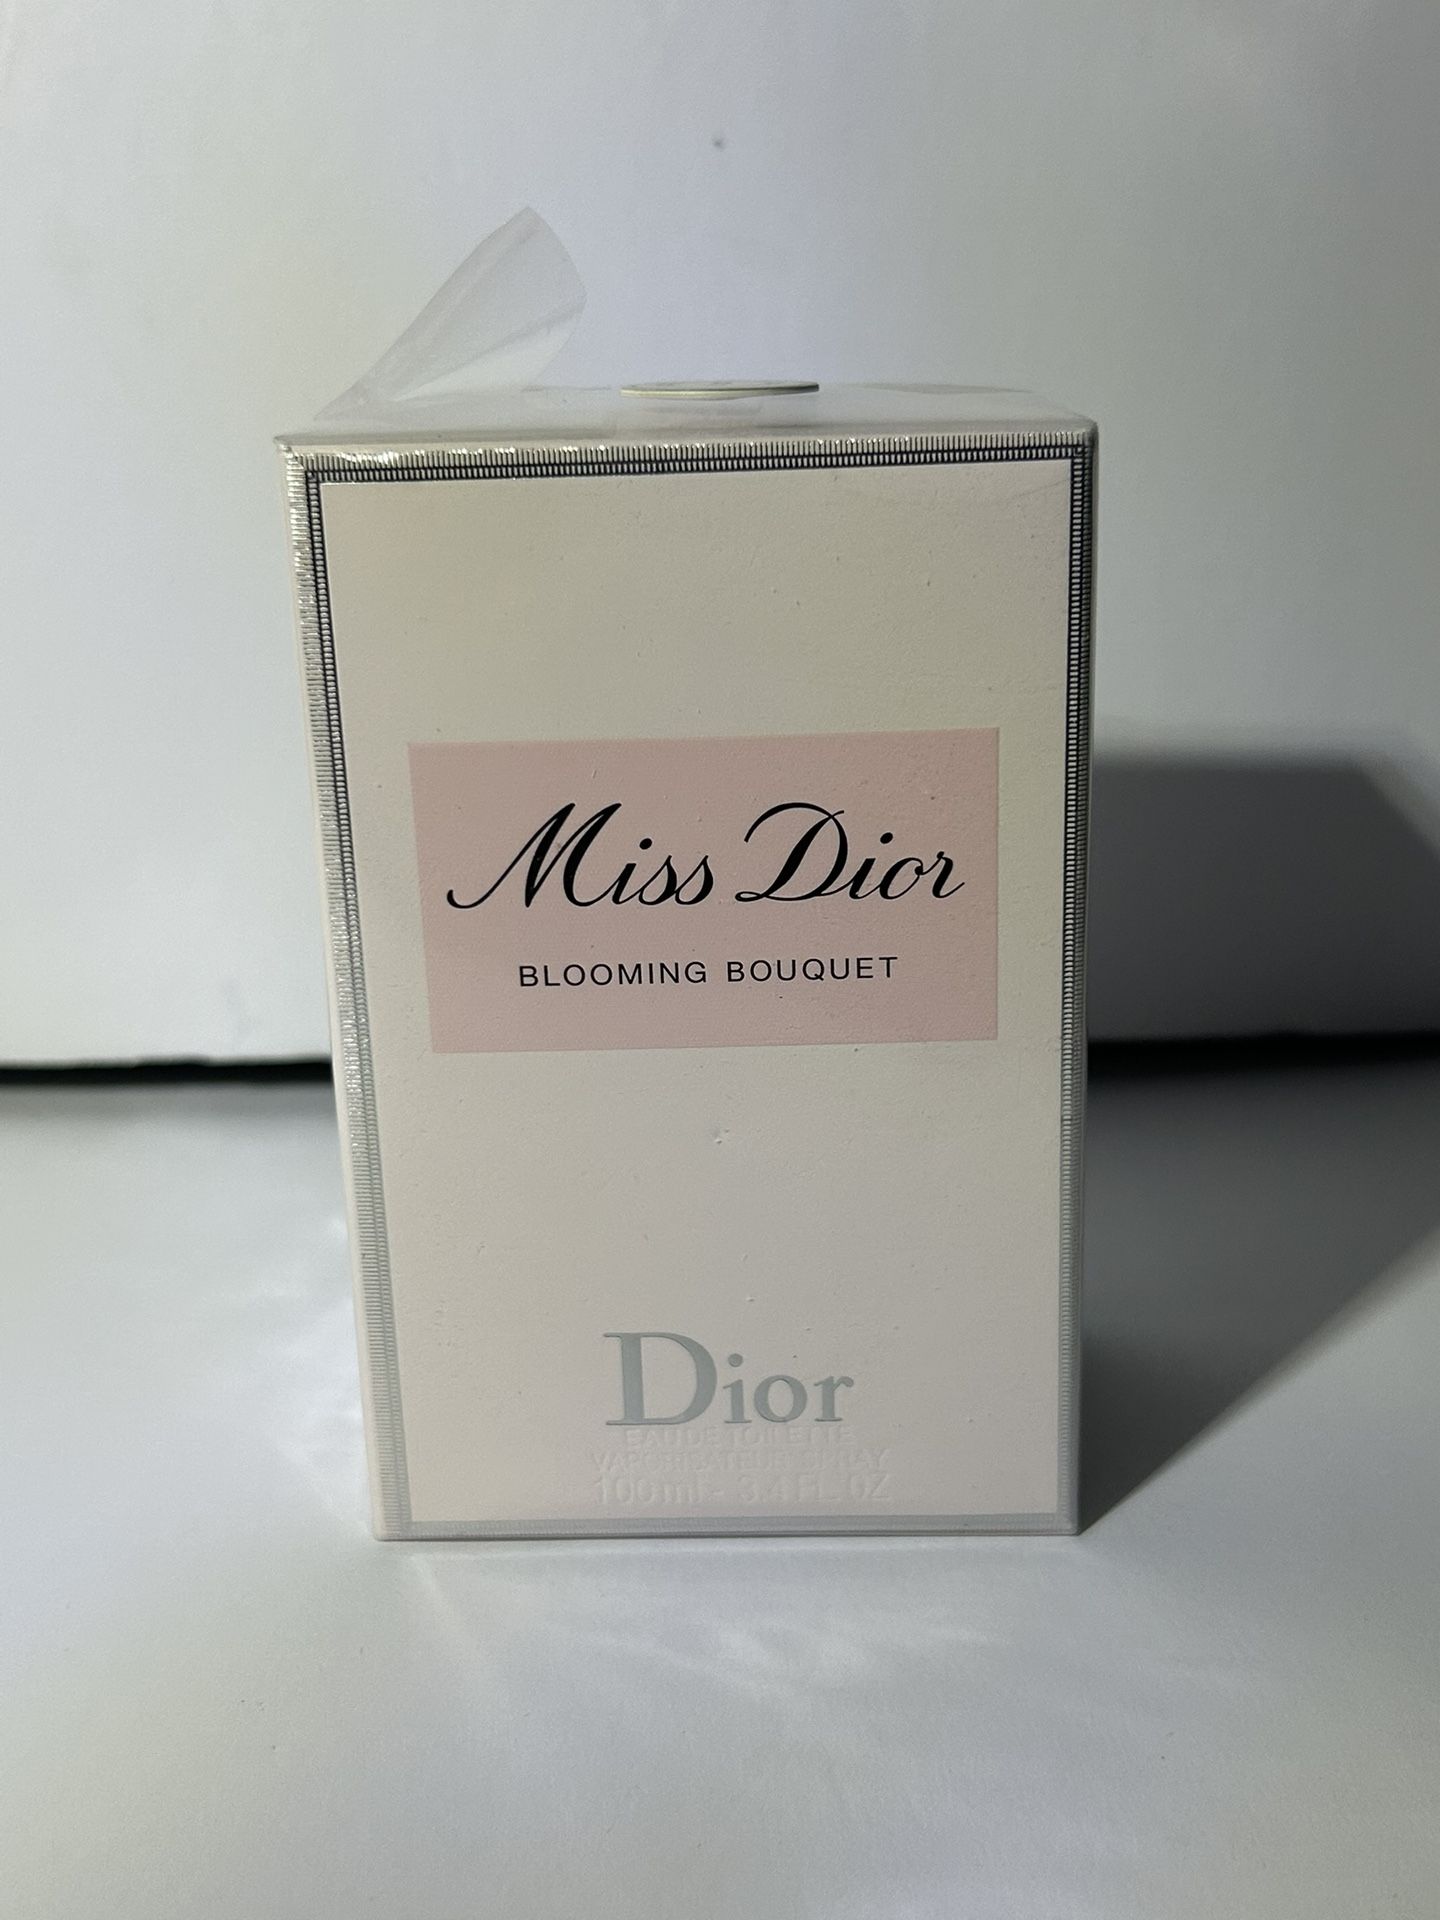 Miss Dior
BLOOMING BOUQUET
Dior
EAU DE TOILETTE
VAPORISATEUR SPRAY
100 ml - 3.4 FL. OZ